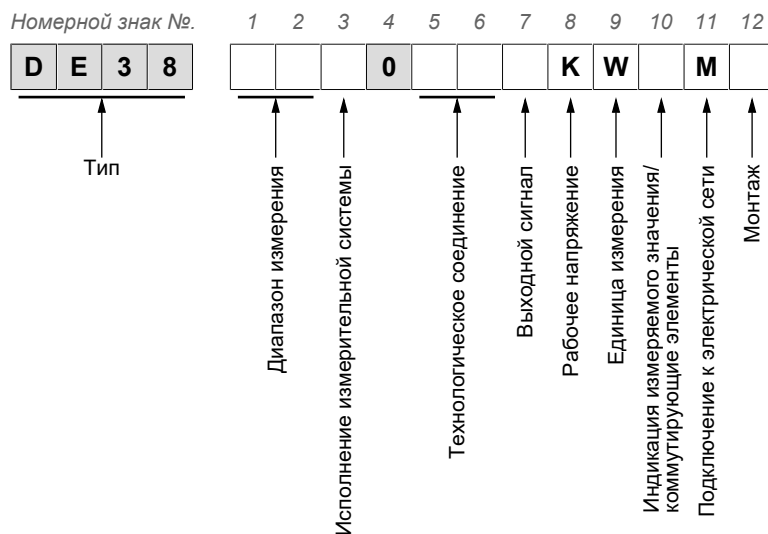 Номерной знак №. 1 2 3 4 5 6 7 8 9 10 11 12
D E 3 8 0 K W M
Тип
Диапазон измерения
Исполнение измерительной системы
Технологическое соединение
Выходной сигнал
Рабочее напряжение
Единица измерения
Индикация измеряемого значения/
коммутирующие элементы
Подключение к электрической сети
Монтаж